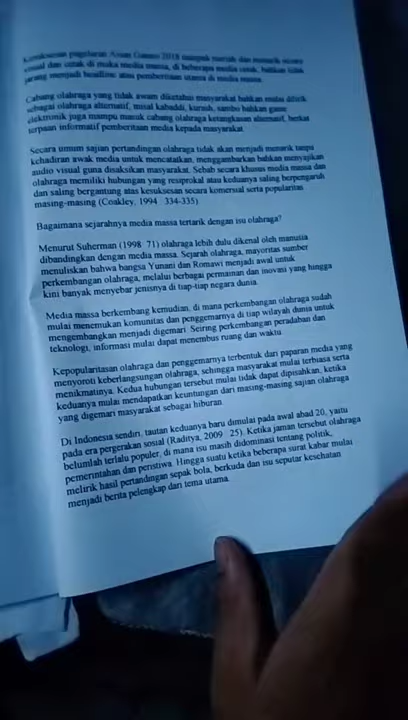 Kesuksesan pagelaran Asian Games 2018 nampak meriah dan menarik secara
visual dan cetak di muka media massa, di beberapa media cetak, bahkan tidak
jarang menjadi headline atau pemberitaan utama di media massa.
Cabang olahraga yang tidak awam diketahui masyarakat bahkan mulai dilirik
sebagai olahraga alternatif, misal kabaddi, kurash, sambo bahkan game
elektronik juga mampu masuk cabang olahraga ketangkasan alternatif, berkat
terpaan informatif pemberitaan media kepada masyarakat.
Secara umum sajian pertandingan olahraga tidak akan menjadi menarik tanpa
kehadiran awak media untuk mencatatkan, menggambarkan bahkan menyajikan
audio visual guna disaksikan masyarakat. Sebab secara khusus media massa dan
olahraga memiliki hubungan yang resiprokal atau keduanya saling berpengaruh
dan saling bergantung atas kesuksesan secara komersial serta popularitas
masing-masing (Coakley, 1994 334-335)
Bagaimana sejarahnya media massa tertarik dengan isu olahraga?
Menurut Suherman (1998 71) olahraga lebih dulu dikenal oleh manusia
dibandingkan dengan media massa. Sejarah olahraga, mayoritas sumber
menuliskan bahwa bangsa Yunani dan Romawi menjadi awal untuk
perkembangan olahraga, melalui berbagai permainan dan inovasi yang hingga
kini banyak menyebar jenisnya di tiap-tiap negara dunia.
Media massa berkembang kemudian, di mana perkembangan olahraga sudah
mulai menemukan komunitas dan penggemarnya di tiap wilayah dunia untuk
mengembangkan menjadi digemari. Seiring perkembangan peradaban dan
teknologi, informasi mulai dapat menembus ruang dan waktu.
Kepopularitasan olahraga dan penggemarnya terbentuk dari paparan media yang
menyoroti keberlangsungan olahraga, sehingga masyarakat mulai terbiasa serta
menikmatinya. Kedua hubungan tersebut mulai tidak dapat dipisahkan, ketika
keduanya mulai mendapatkan keuntungan dari masing-masing sajian olahraga
yang digemari masyarakat sebagai hiburan.
Di Indonesia sendiri, tautan keduanya baru dimulai pada awal abad 20, yaitu
pada era pergerakan sosial (Raditya, 2009 25). Ketika jaman tersebut olahraga
belumlah terlalu populer, di mana isu masih didominasi tentang politik,
pemerintahan dan peristiwa. Hingga suatu ketika beberapa surat kabar mulai
melirik hasil pertandingan sepak bola, berkuda dan isu seputar kesehatan
menjadi berita pelengkap dari tema utama.